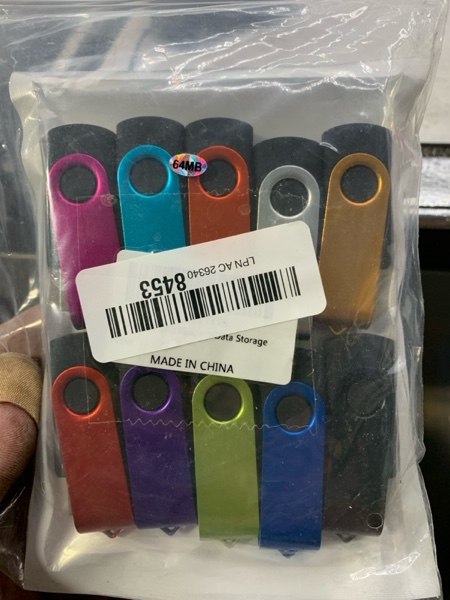 64MB
LPN AC 26340
8453
Data Storage
MADE IN CHINA